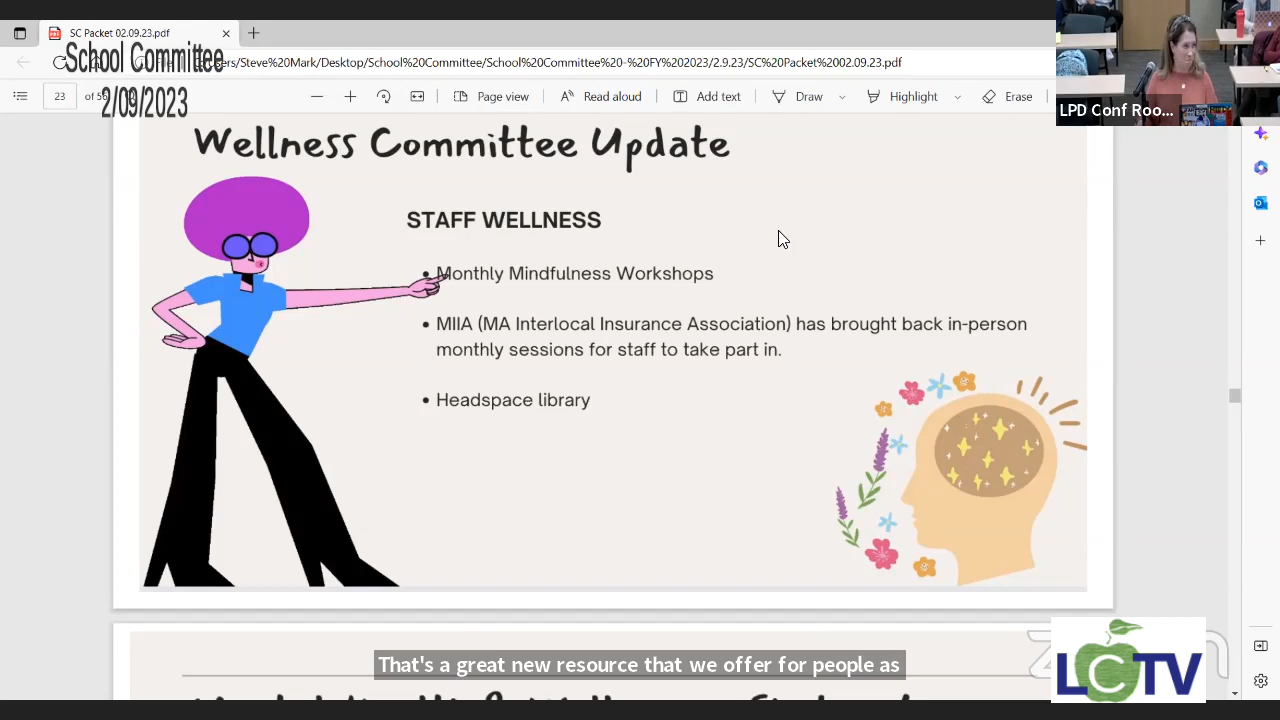 SC Packet 02.09.23.pdf
School Committee
2/09/2023
ers/Steve%20Mark/Desktop/School%20Committee/School%20Committee%20-%20FY%202023/2.9.23/SC%20Packet%2002.09.23.pdf
23
Page view
Read aloud
Add text
Draw
Highlight
Erase
LPD Conf Roo...
Wellness Committee Update
STAFF WELLNESS
• Monthly Mindfulness Workshops
• MIIA (MA Interlocal Insurance Association) has brought back in-person
monthly sessions for staff to take part in.
• Headspace library
That's a great new resource that we offer for people as
LCTV